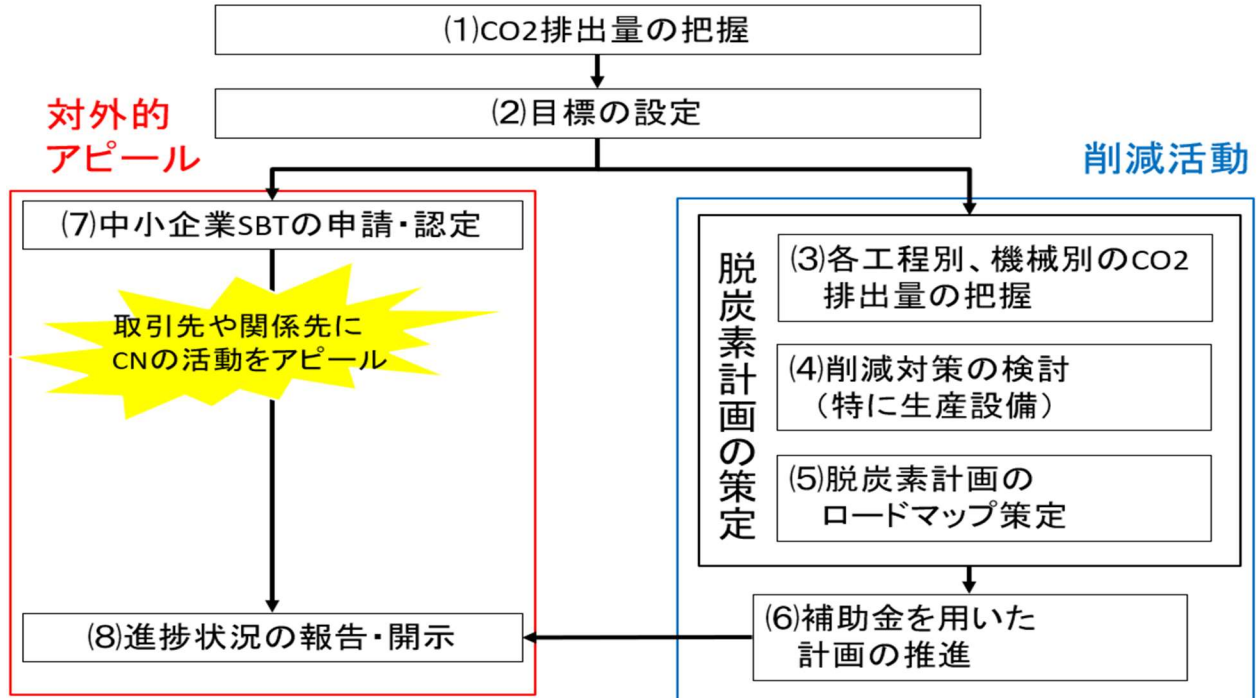 ⑴CO2排出量の把握
⑵目標の設定
対外的
アピール
削減活動
⑺中小企業SBTの申請・認定
取引先や関係先に
CNの活動をアピール
⑻進捗状況の報告・開示
脱炭素計画の策定
⑶各工程別、機械別のCO2
排出量の把握
⑷削減対策の検討
（特に生産設備）
⑸脱炭素計画の
ロードマップ策定
⑹補助金を用いた
計画の推進